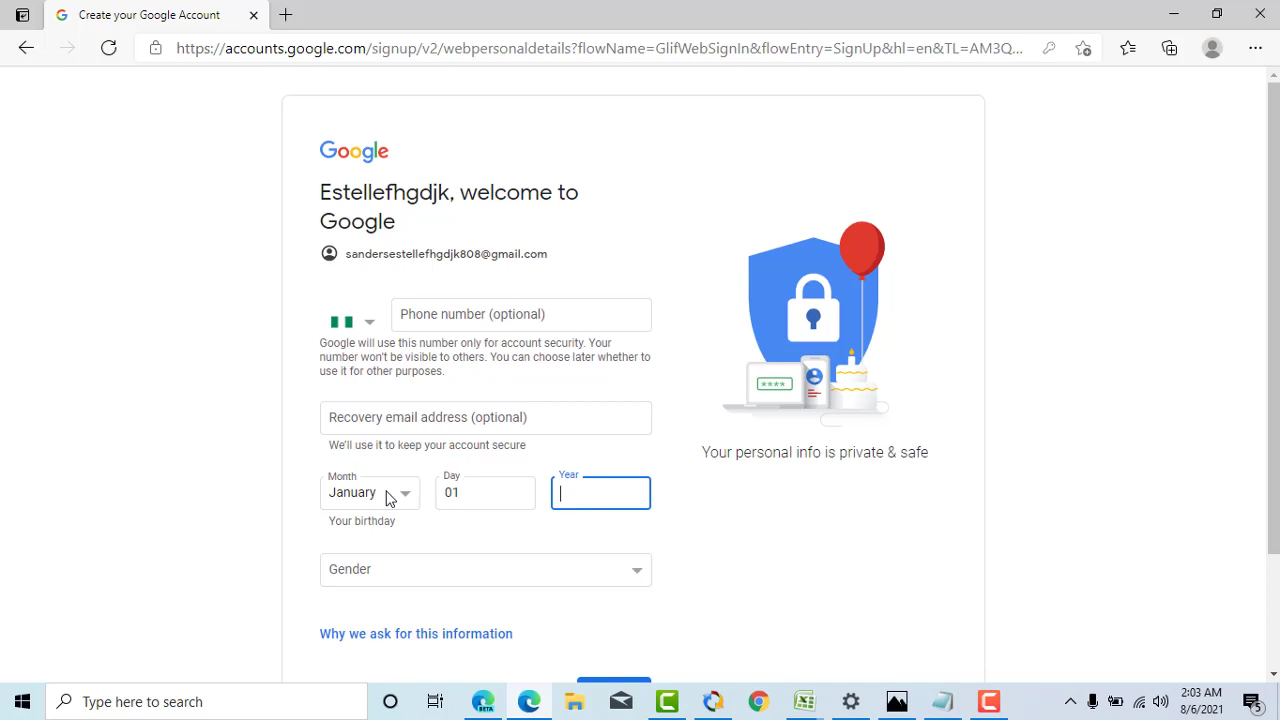 Create your Google Account
https://accounts.google.com/signup/v2/webpersonaldetails?flowName=GlifWebSignIn&flowEntry=SignUp&hl=en&TL=AM3Q...
Google
Estellefhgdjk, welcome to
Google
sandersestellefhgdjk808@gmail.com
Phone number (optional)
Google will use this number only for account security. Your
number won't be visible to others. You can choose later whether to
use it for other purposes.
Recovery email address (optional)
We'll use it to keep your account secure
Month
January
Day
01
Year
Your birthday
Gender
Why we ask for this information
****
Your personal info is private & safe
Type here to search
BETA
2:03 AM
8/6/2021
5